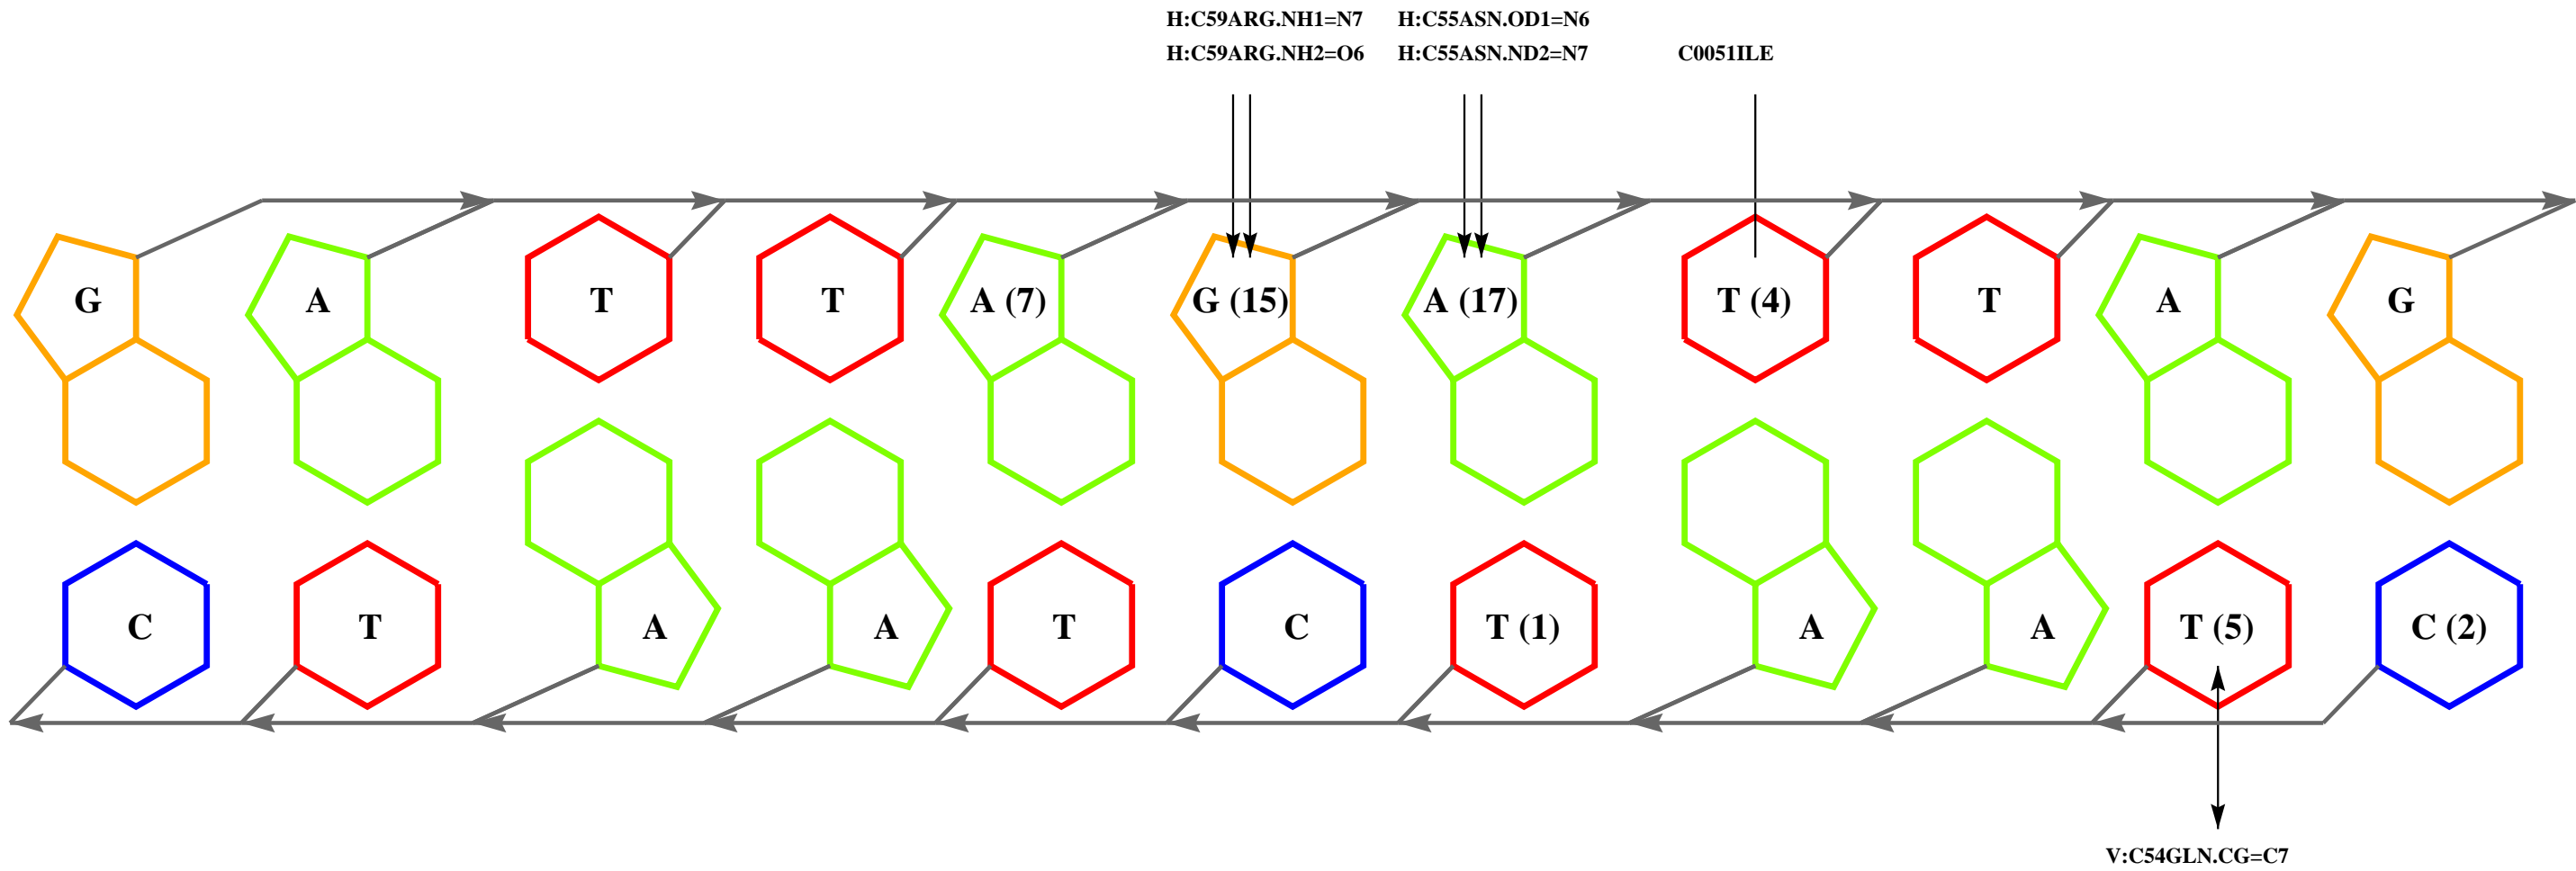 H:C59ARG.NH1=N7 H:C55ASN.OD1=N6
H:C59ARG.NH2=O6 H:C55ASN.ND2=N7 C0051ILE
G A T T A (7) G (15) A (17) T (4) T A G
C T A A T C T (1) A A T (5) C (2)
V:C54GLN.CG=C7